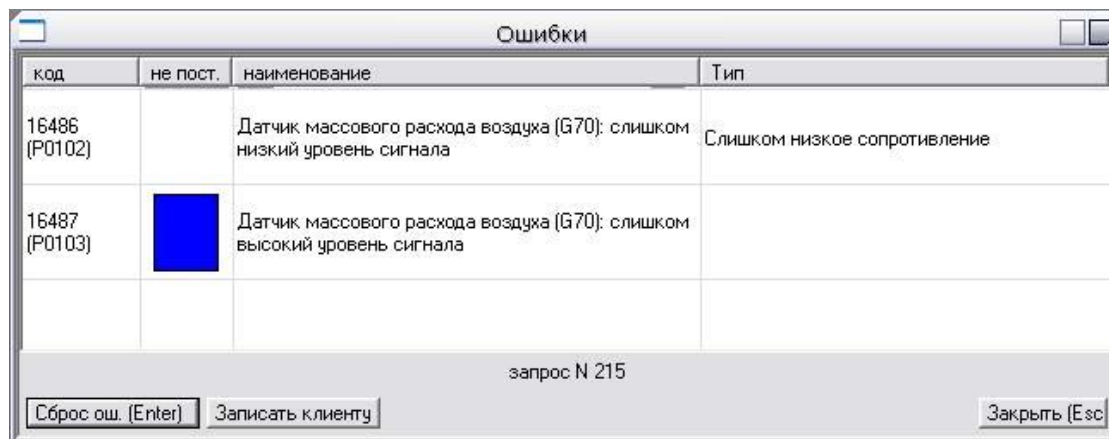 Ошибки
код не пост. наименование Тип
16486 (P0102) Датчик массового расхода воздуха (G70): слишком низкий уровень сигнала Слишком низкое сопротивление
16487 (P0103) Датчик массового расхода воздуха (G70): слишком высокий уровень сигнала
запрос N 215
Сброс ош. (Enter) Записать клиенту Закрыть (Esc